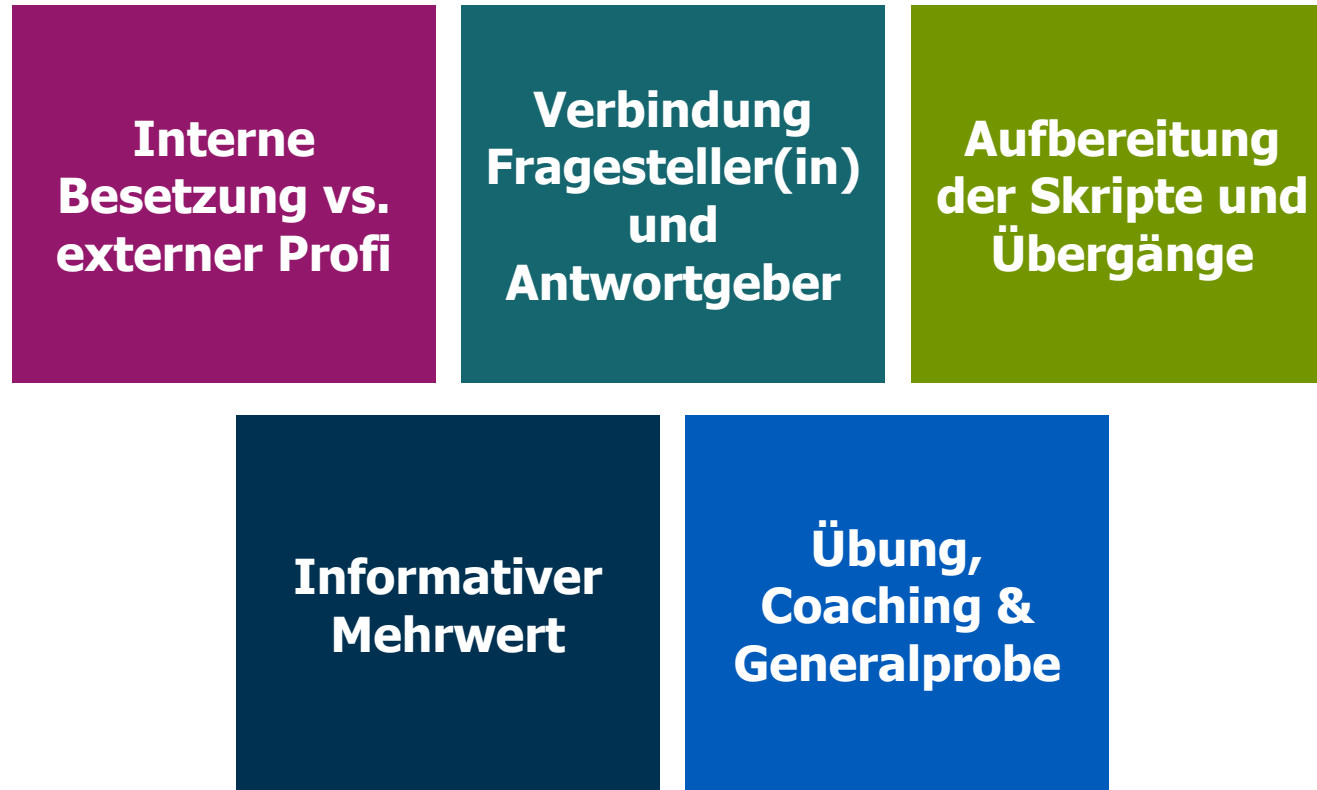 Interne
Besetzung vs.
externer Profi
Verbindung
Fragesteller(in)
und
Antwortgeber
Aufbereitung
der Skripte und
Übergänge
Informativer
Mehrwert
Übung,
Coaching &
Generalprobe